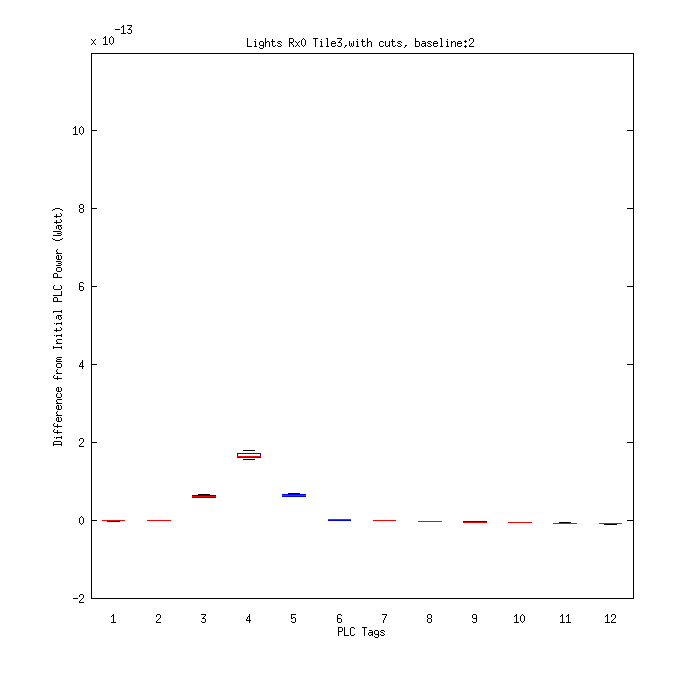 x 10-13
Lights Rx0 Tile3,with cuts, baseline:2
10
8
6
4
2
0
-2
Difference from Initial PLC Power (Watt)
1 2 3 4 5 6 7 8 9 10 11 12
PLC Tags